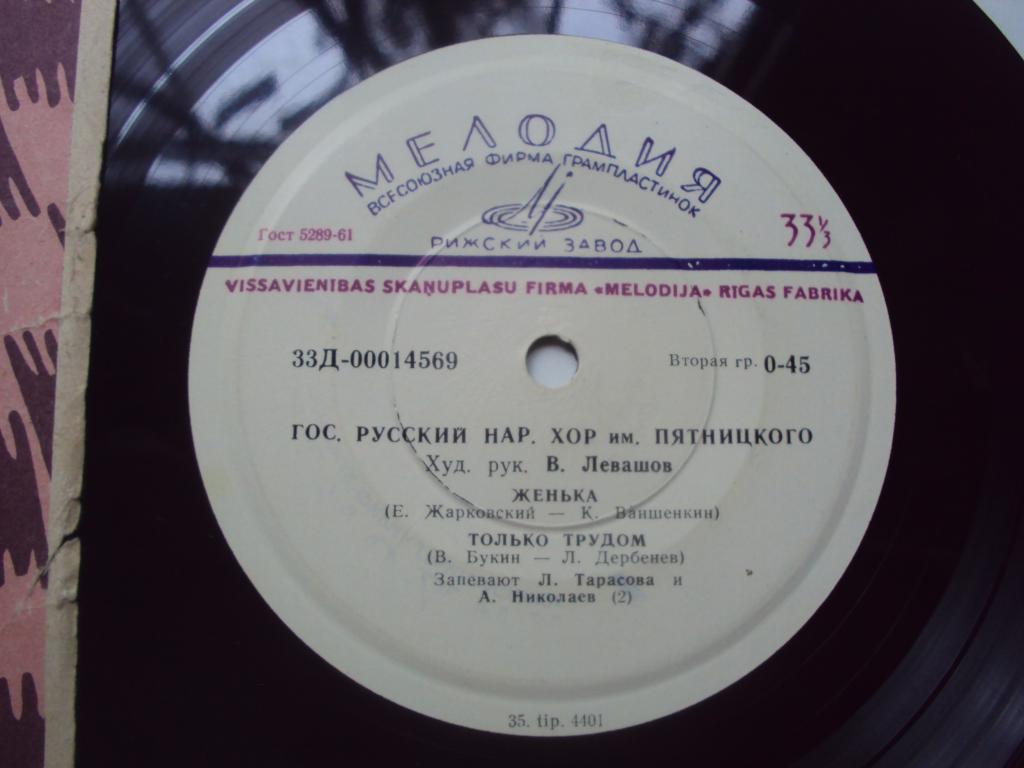 МЕЛОДИЯ
ВСЕСОЮЗНАЯ ФИРМА ГРАМПЛАСТИНОК
РИЖСКИЙ ЗАВОД
Гост 5289-61
33⅓
VISSAVIENĪBAS SKAŅUPLAŠU FIRMA «MELODIJA» RĪGAS FABRIKA
33Д-00014569
Вторая гр. 0-45
ГОС. РУССКИЙ НАР. ХОР им. ПЯТНИЦКОГО
Худ. рук. В. Левашов
ЖЕНЬКА
(Е. Жарковский — К. Ваншенкин)
ТОЛЬКО ТРУДОМ
(В. Букин — Л. Дербенев)
Запевают Л. Тарасова и
А. Николаев (2)
35. tip. 4401